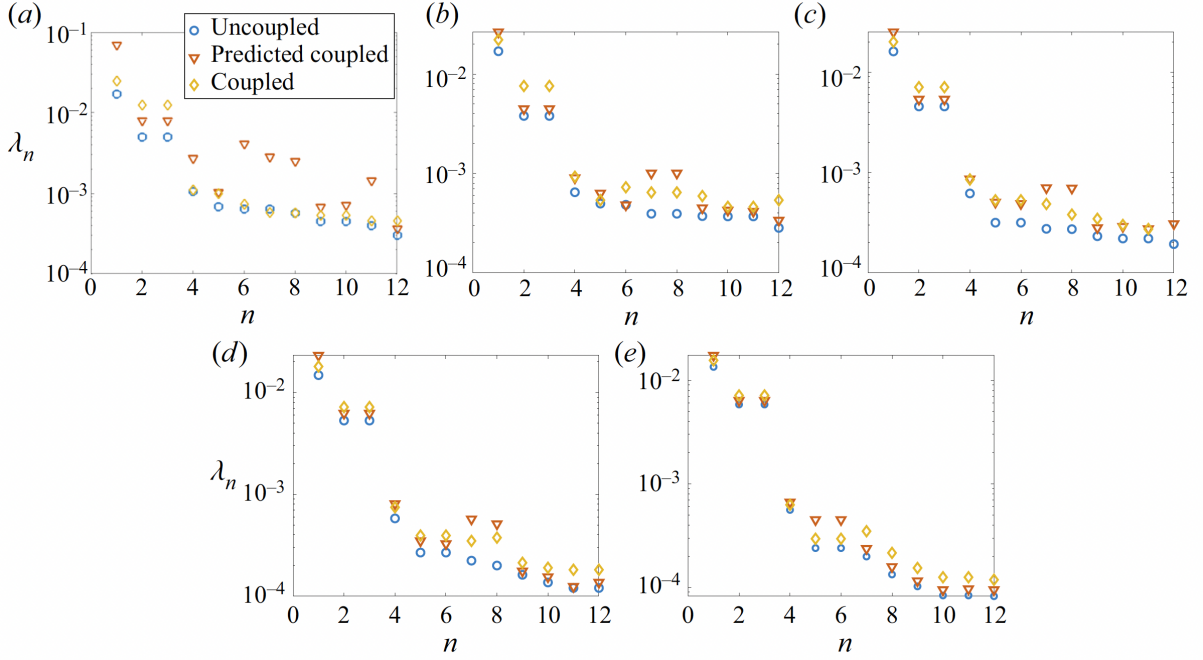 (a)
10^{-1}
10^{-2}
10^{-3}
10^{-4}
λ_n
0 2 4 6 8 10 12
n
Uncoupled
Predicted coupled
Coupled
(b)
10^{-2}
10^{-3}
10^{-4}
0 2 4 6 8 10 12
n
(c)
10^{-2}
10^{-3}
10^{-4}
0 2 4 6 8 10 12
n
(d)
10^{-2}
10^{-3}
10^{-4}
λ_n
0 2 4 6 8 10 12
n
(e)
10^{-2}
10^{-3}
10^{-4}
0 2 4 6 8 10 12
n